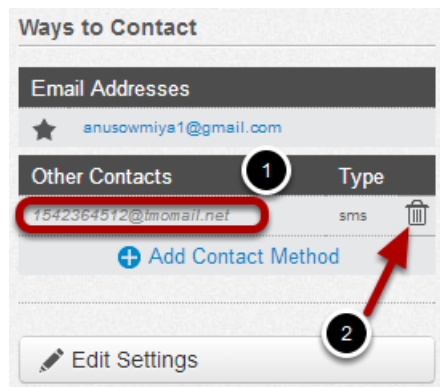 Ways to Contact
Email Addresses
anusowmiya1@gmail.com
Other Contacts 1 Type
1542364512@tmomail.net sms
Add Contact Method
2
Edit Settings